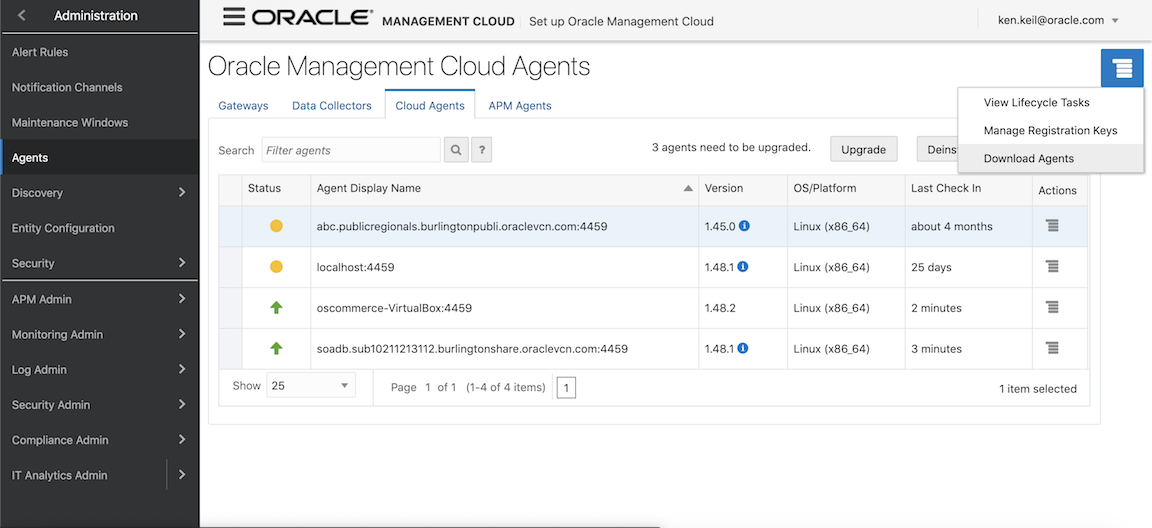 Administration
ORACLE® MANAGEMENT CLOUD Set up Oracle Management Cloud
ken.keil@oracle.com
Alert Rules
Notification Channels
Maintenance Windows
Agents
Discovery
Entity Configuration
Security
APM Admin
Monitoring Admin
Log Admin
Security Admin
Compliance Admin
IT Analytics Admin
Oracle Management Cloud Agents
Gateways Data Collectors Cloud Agents APM Agents
View Lifecycle Tasks
Manage Registration Keys
Download Agents
Search Filter agents ? 3 agents need to be upgraded. Upgrade Deins
Status Agent Display Name Version OS/Platform Last Check In Actions
abc.publicregionals.burlingtonpubli.oraclevcn.com:4459 1.45.0 Linux (x86_64) about 4 months
localhost:4459 1.48.1 Linux (x86_64) 25 days
oscommerce-VirtualBox:4459 1.48.2 Linux (x86_64) 2 minutes
soadb.sub10211213112.burlingtonshare.oraclevcn.com:4459 1.48.1 Linux (x86_64) 3 minutes
Show 25 Page 1 of 1 (1-4 of 4 items) 1 1 item selected